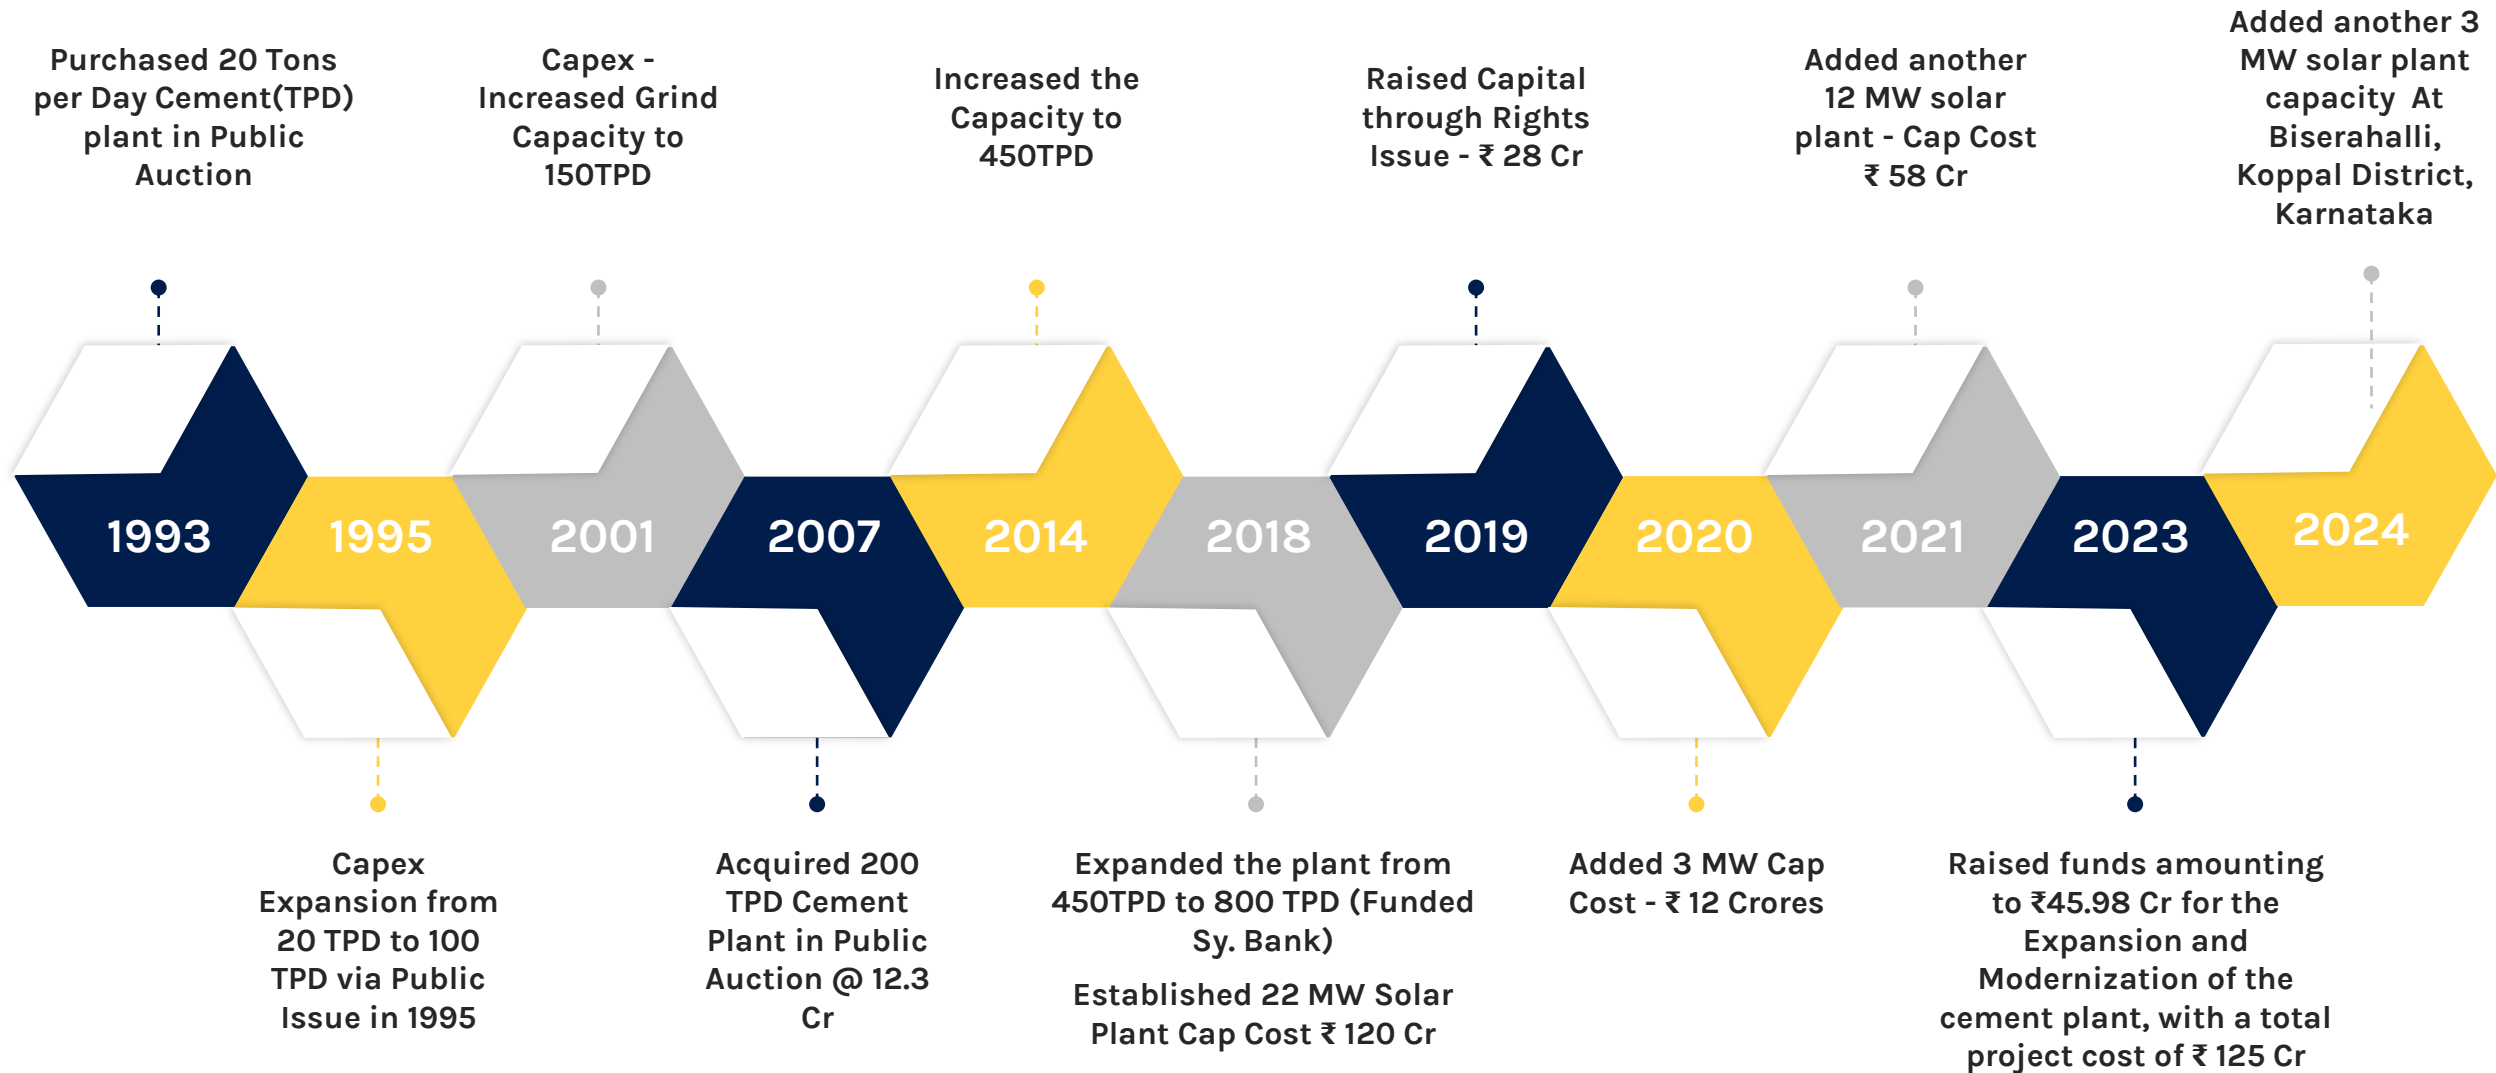 Purchased 20 Tons
per Day Cement(TPD)
plant in Public
Auction
1993
Capex
Expansion from
20 TPD to 100
TPD via Public
Issue in 1995
1995
Capex -
Increased Grind
Capacity to
150TPD
2001
Acquired 200
TPD Cement
Plant in Public
Auction @ 12.3
Cr
2007
Increased the
Capacity to
450TPD
2014
Expanded the plant from
450TPD to 800 TPD (Funded
Sy. Bank)
Established 22 MW Solar
Plant Cap Cost ₹ 120 Cr
2018
Raised Capital
through Rights
Issue - ₹ 28 Cr
2019
Added 3 MW Cap
Cost - ₹ 12 Crores
2020
Added another
12 MW solar
plant - Cap Cost
₹ 58 Cr
2021
Raised funds amounting
to ₹45.98 Cr for the
Expansion and
Modernization of the
cement plant, with a total
project cost of ₹ 125 Cr
2023
Added another 3
MW solar plant
capacity  At
Biserahalli,
Koppal District,
Karnataka
2024